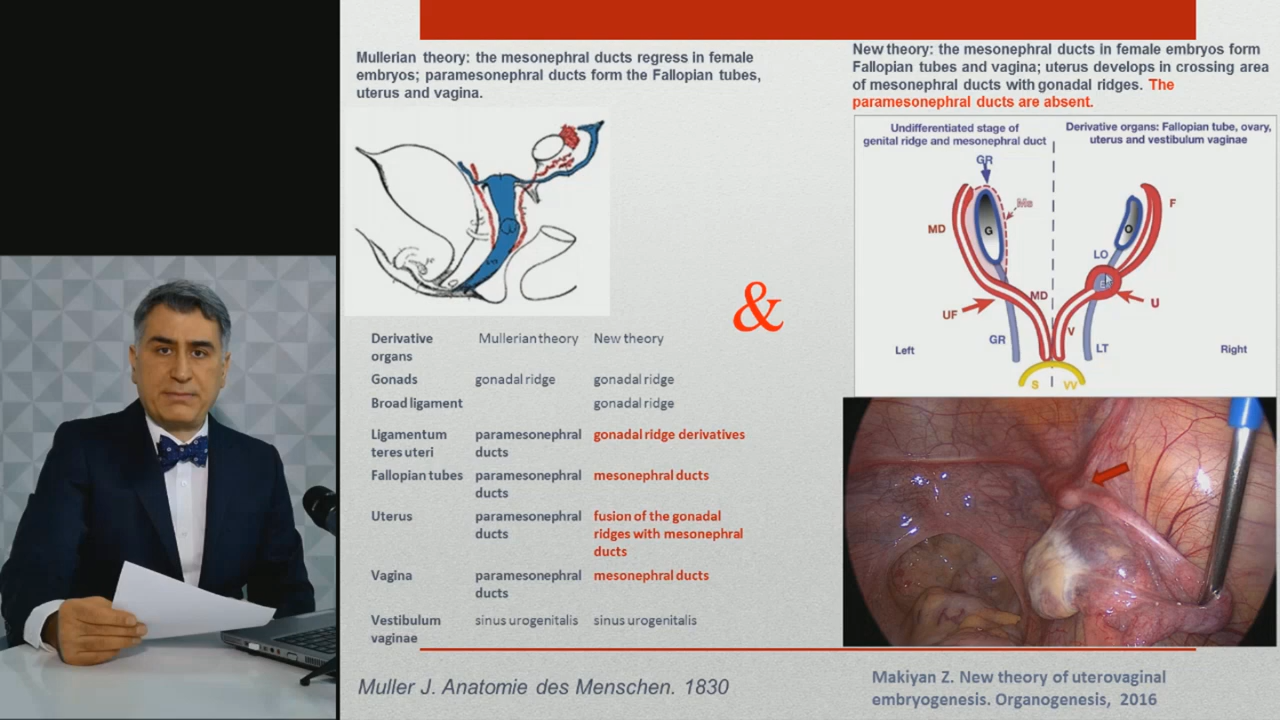 Mullerian theory: the mesonephral ducts regress in female
embryos; paramesonephral ducts form the Fallopian tubes,
uterus and vagina.
New theory: the mesonephral ducts in female embryos form
Fallopian tubes and vagina; uterus develops in crossing area
of mesonephral ducts with gonadal ridges. The
paramesonephral ducts are absent.
Undifferentiated stage of
genital ridge and mesonephral duct
Derivative organs: Fallopian tube, ovary,
uterus and vestibulum vaginae
GR
Ms
G
MD
MD
UF
GR
Left
S
VV
F
O
LO
U
V
LT
Right
&
Derivative
organs
Mullerian theory
New theory
Gonads
gonadal ridge
gonadal ridge
Broad ligament
gonadal ridge
Ligamentum
teres uteri
paramesonephral
ducts
gonadal ridge derivatives
Fallopian tubes
paramesonephral
ducts
mesonephral ducts
Uterus
paramesonephral
ducts
fusion of the gonadal
ridges with mesonephral
ducts
Vagina
paramesonephral
ducts
mesonephral ducts
Vestibulum
vaginae
sinus urogenitalis
sinus urogenitalis
Muller J. Anatomie des Menschen. 1830
Makiyan Z. New theory of uterovaginal
embryogenesis. Organogenesis, 2016